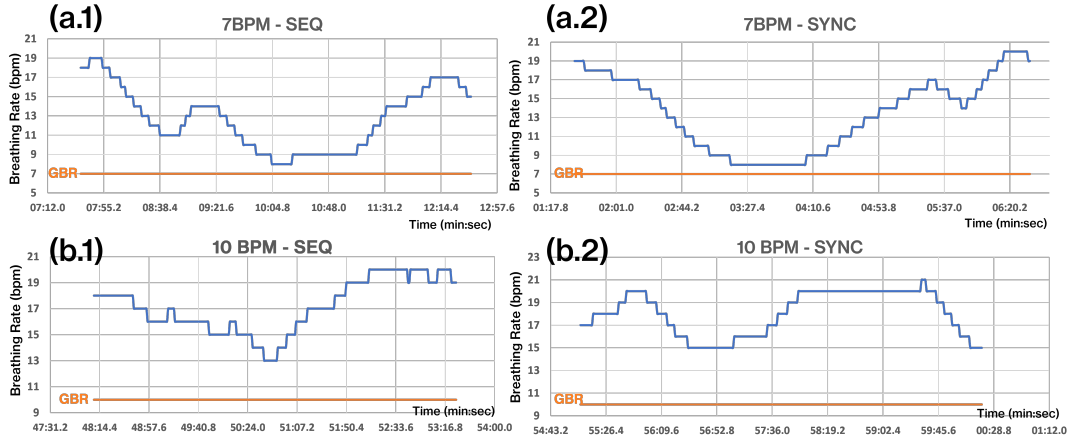 (a.1) 7BPM - SEQ
Breathing Rate (bpm)
21
19
17
15
13
11
9
7
5
GBR
07:12.0 07:55.2 08:38.4 09:21.6 10:04.8 10:48.0 11:31.2 12:14.4 12:57.6
Time (min:sec)
(a.2) 7BPM - SYNC
Breathing Rate (bpm)
21
19
17
15
13
11
9
7
5
GBR
01:17.8 02:01.0 02:44.2 03:27.4 04:10.6 04:53.8 05:37.0 06:20.2
Time (min:sec)
(b.1) 10 BPM - SEQ
Breathing Rate (bpm)
21
19
17
15
13
11
9
GBR
Time (min:sec)
47:31.2 48:14.4 48:57.6 49:40.8 50:24.0 51:07.2 51:50.4 52:33.6 53:16.8 54:00.0
(b.2) 10 BPM - SYNC
Breathing Rate (bpm)
23
21
19
17
15
13
11
9
GBR
Time (min:sec)
54:43.2 55:26.4 56:09.6 56:52.8 57:36.0 58:19.2 59:02.4 59:45.6 00:28.8 01:12.0